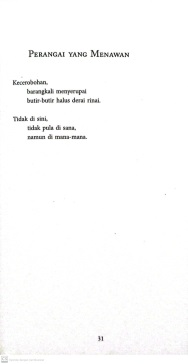 PERANGAI YANG MENAWAN
Kecerobohan,
barangkali menyerupai
butir-butir halus derai rinai.
Tidak di sini,
tidak pula di sana,
namun di mana-mana.
31